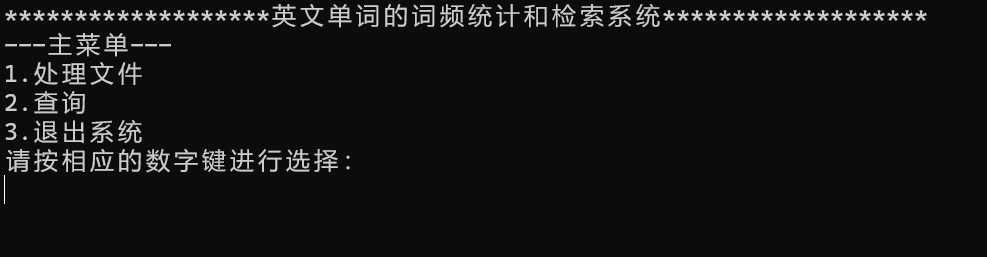 *******************英文单词的词频统计和检索系统*******************
---主菜单---
1.处理文件
2.查询
3.退出系统
请按相应的数字键进行选择: